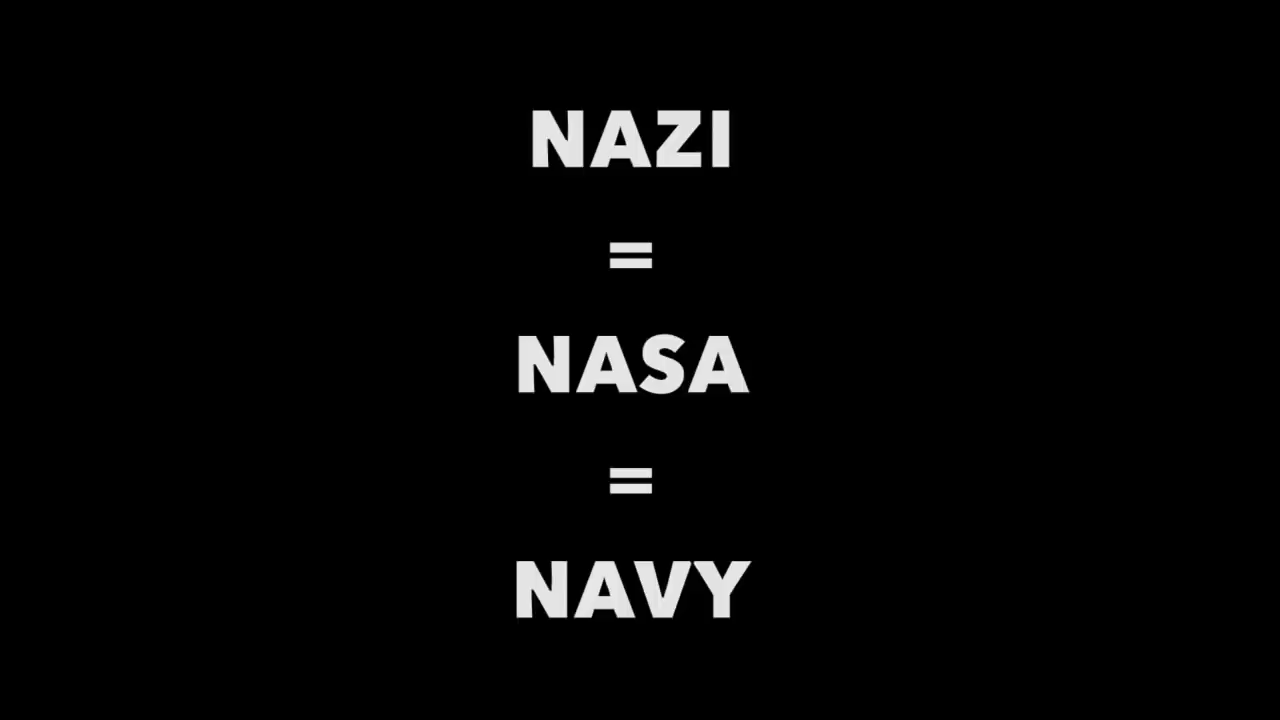 NAZI
=
NASA
=
NAVY